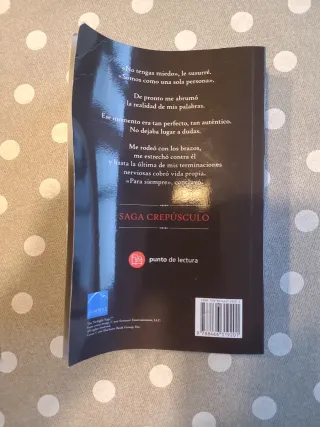 «No tengas miedo», le susurré.
«Somos como una sola persona».
De pronto me abrumó
la realidad de mis palabras.
Ese momento era tan perfecto, tan auténtico.
No dejaba lugar a dudas.
Me rodeó con los brazos,
me estrechó contra él
y hasta la última de mis terminaciones
nerviosas cobró vida propia.
«Para siempre», concluyó.
SAGA CREPÚSCULO
punto de lectura